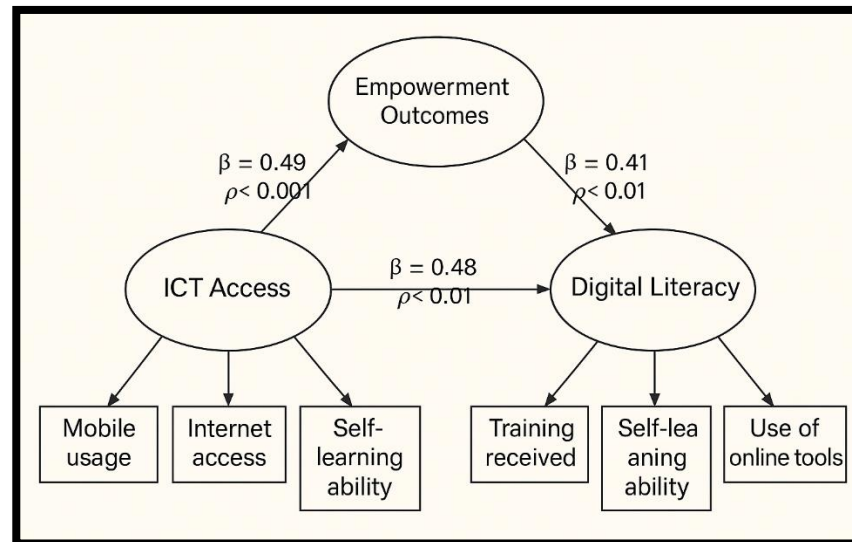 Empowerment
Outcomes
β = 0.49
ρ< 0.001
β = 0.41
ρ< 0.01
ICT Access
β = 0.48
ρ< 0.01
Digital Literacy
Mobile
usage
Internet
access
Self-
learning
ability
Training
received
Self-lea
aning
ability
Use of
online tools